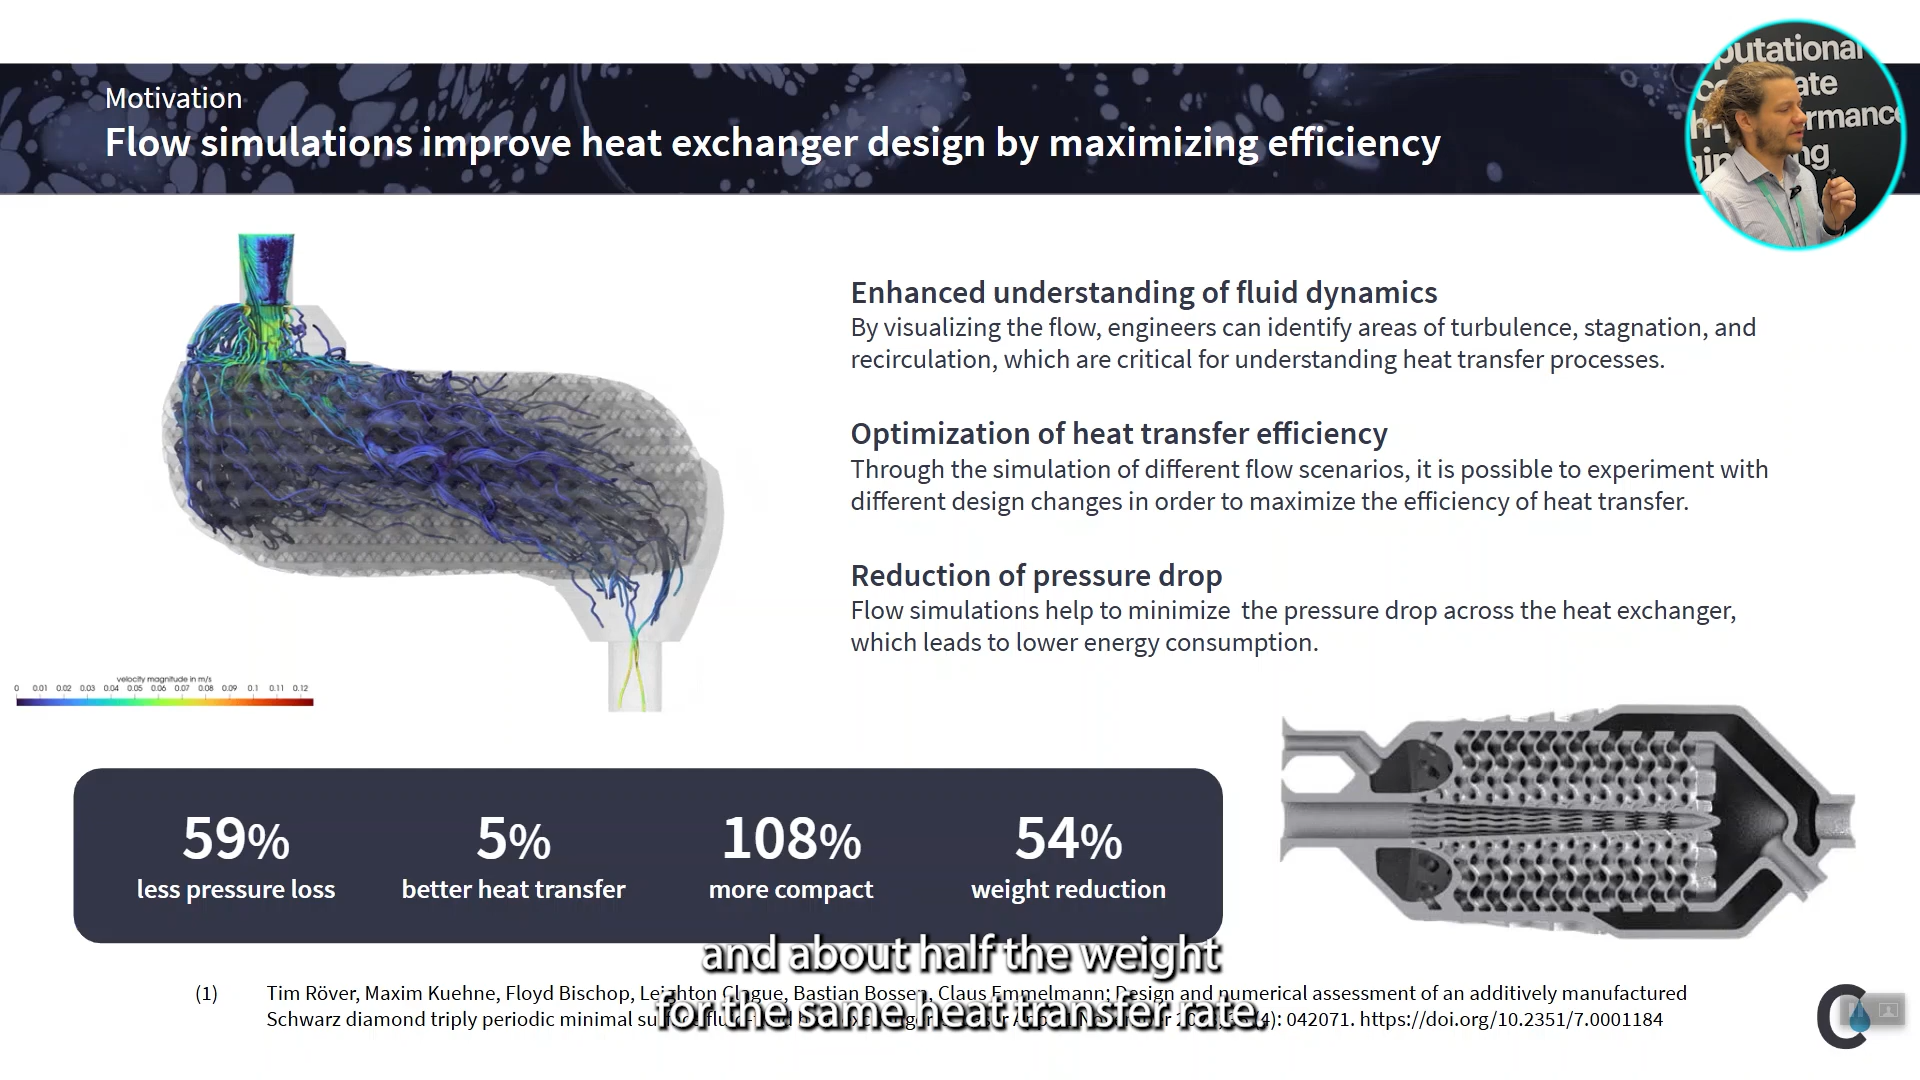 Motivation
Flow simulations improve heat exchanger design by maximizing efficiency
putational
rmance
Enhanced understanding of fluid dynamics
By visualizing the flow, engineers can identify areas of turbulence, stagnation, and
recirculation, which are critical for understanding heat transfer processes.
Optimization of heat transfer efficiency
Through the simulation of different flow scenarios, it is possible to experiment with
different design changes in order to maximize the efficiency of heat transfer.
Reduction of pressure drop
Flow simulations help to minimize the pressure drop across the heat exchanger,
which leads to lower energy consumption.
velocity magnitude in m/s
0 0.01 0.02 0.03 0.04 0.05 0.06 0.07 0.08 0.09 0.1 0.11 0.12
59% 5% 108% 54%
less pressure loss better heat transfer more compact weight reduction
and about half the weight
for the same heat transfer rate.
(1) Tim Röver, Maxim Kuehne, Floyd Bischop, Bastian Claus Emmelmann; Design and numerical assessment of an additively manufactured
Schwarz diamond triply periodic minimal 042071. https://doi.org/10.2351/7.0001184